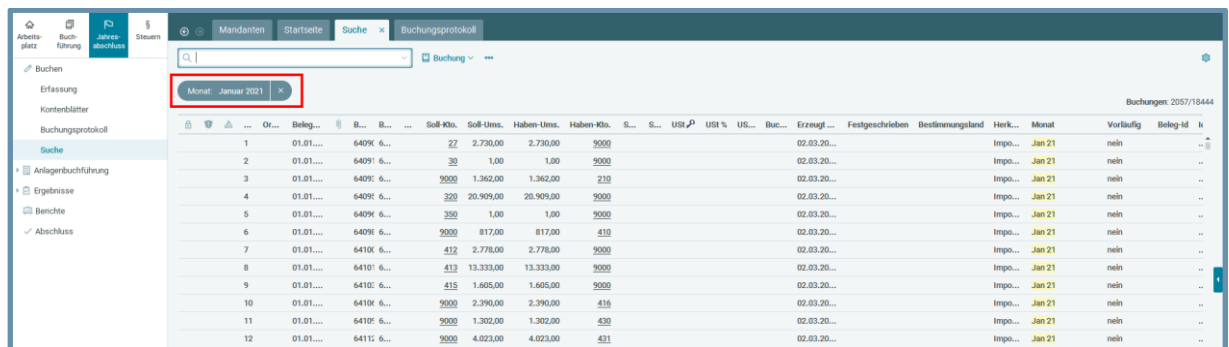 Arbeits-platz Buch-führung Jahres-abschluss § Steuern
Mandanten Startseite Suche × Buchungsprotokoll
Buchung •••
Buchen
Monat: Januar 2021 ×
Erfassung
Buchungen: 2057/18444
Kontenblätter
Buchungsprotokoll
Suche
Anlagenbuchführung
Ergebnisse
Berichte
Abschluss
... Or... Beleg... B... B... ... Soll-Kto. Soll-Ums. Haben-Ums. Haben-Kto. S... S... USt USt % US... Buc... Erzeugt ... Festgeschrieben Bestimmungsland Herk... Monat Vorläufig Beleg-Id
1 01.01.... 6... 27 2.730,00 2.730,00 9000 02.03.20... Impo... Jan 21 nein ..
2 01.01.... 6... 30 1,00 1,00 9000 02.03.20... Impo... Jan 21 nein ..
3 01.01.... 6... 9000 1.362,00 1.362,00 210 02.03.20... Impo... Jan 21 nein ..
4 01.01.... 6... 320 20.909,00 20.909,00 9000 02.03.20... Impo... Jan 21 nein ..
5 01.01.... 6... 350 1,00 1,00 9000 02.03.20... Impo... Jan 21 nein ..
6 01.01.... 6... 9000 817,00 817,00 410 02.03.20... Impo... Jan 21 nein ..
7 01.01.... 6... 412 2.778,00 2.778,00 9000 02.03.20... Impo... Jan 21 nein ..
8 01.01.... 6... 413 13.333,00 13.333,00 9000 02.03.20... Impo... Jan 21 nein ..
9 01.01.... 6... 415 1.605,00 1.605,00 9000 02.03.20... Impo... Jan 21 nein ..
10 01.01.... 6... 9000 2.390,00 2.390,00 416 02.03.20... Impo... Jan 21 nein ..
11 01.01.... 6... 9000 1.302,00 1.302,00 430 02.03.20... Impo... Jan 21 nein ..
12 01.01.... 6... 9000 4.023,00 4.023,00 431 02.03.20... Impo... Jan 21 nein ..